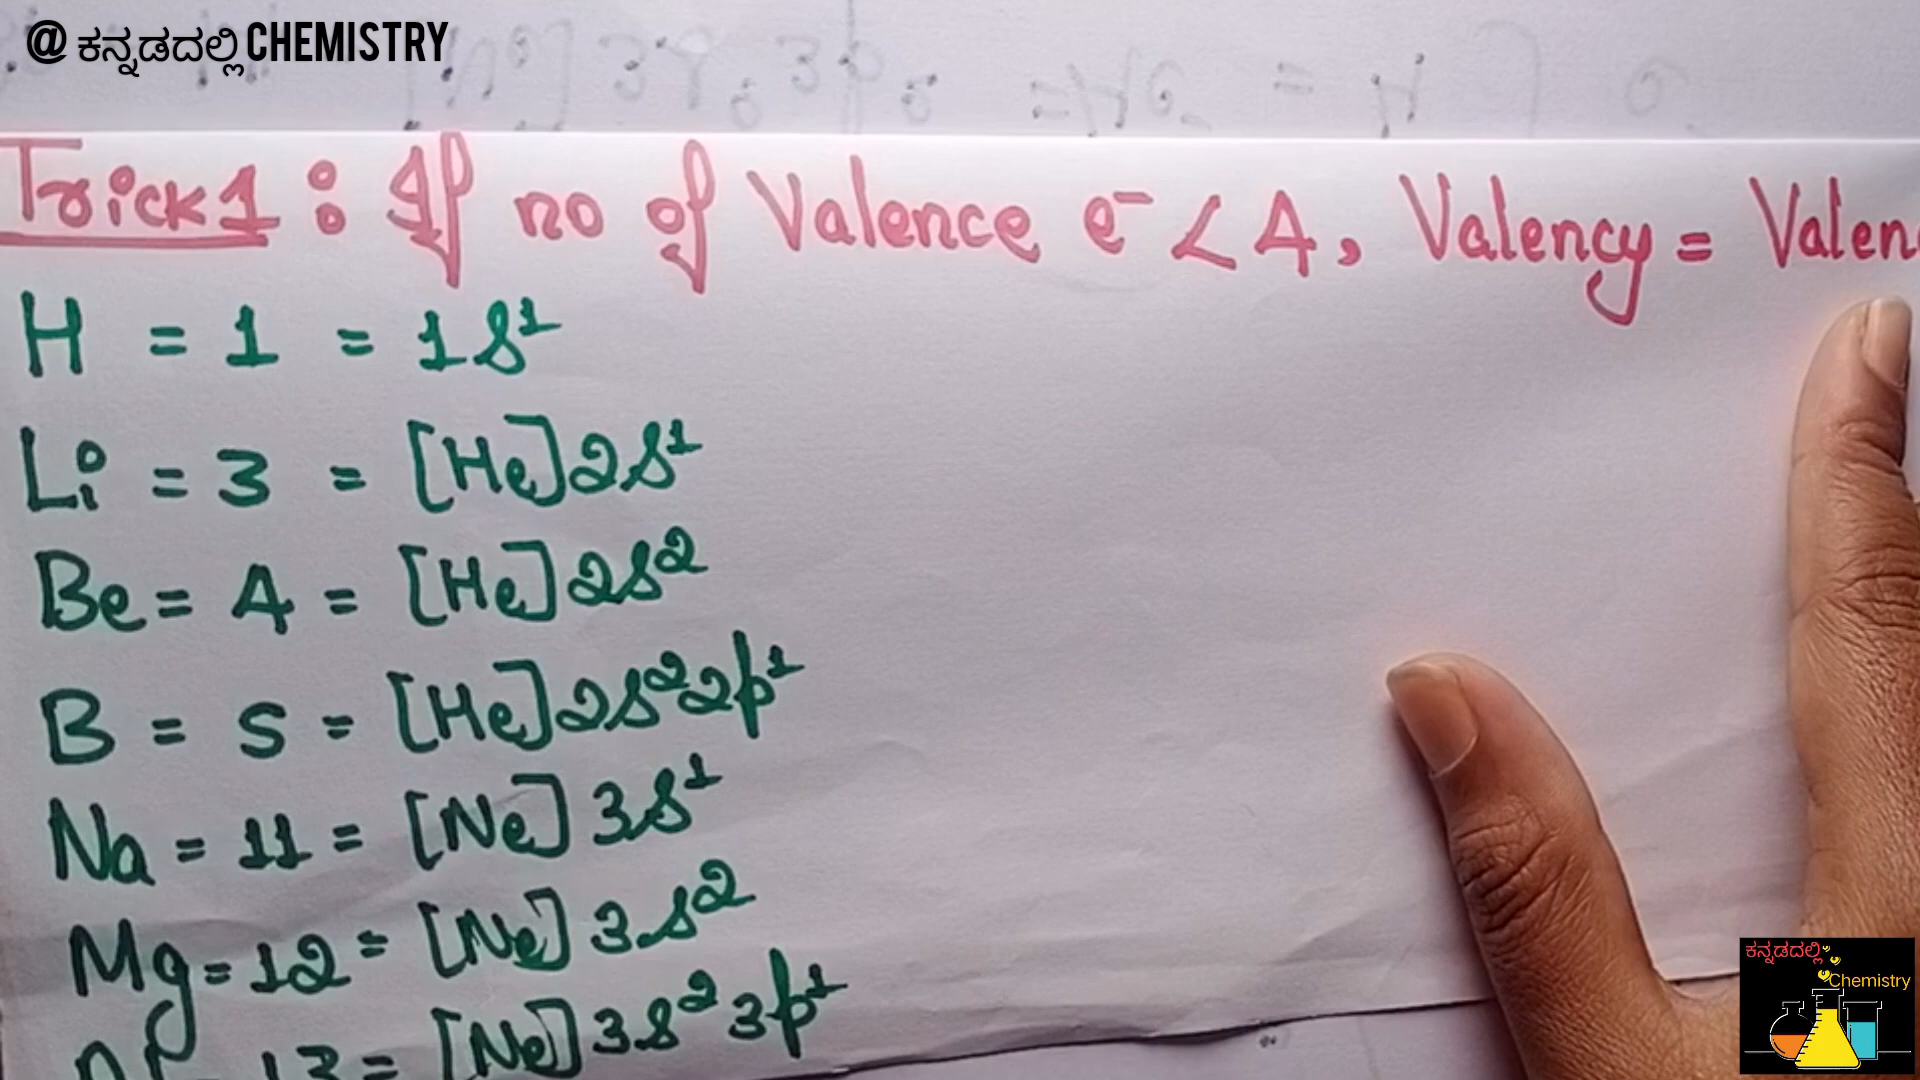 @ ಕನ್ನಡದಲ್ಲಿ CHEMISTRY
Trick 1 : If no of Valence e⁻ < 4, Valency = Valen
H = 1 = 1s¹
Li = 3 = [He]2s¹
Be = 4 = [He]2s²
B = 5 = [He]2s²2p¹
Na = 11 = [Ne] 3s¹
Mg = 12 = [Ne] 3s²
13 = [Ne] 3s² 3p¹
ಕನ್ನಡದಲ್ಲಿ
Chemistry